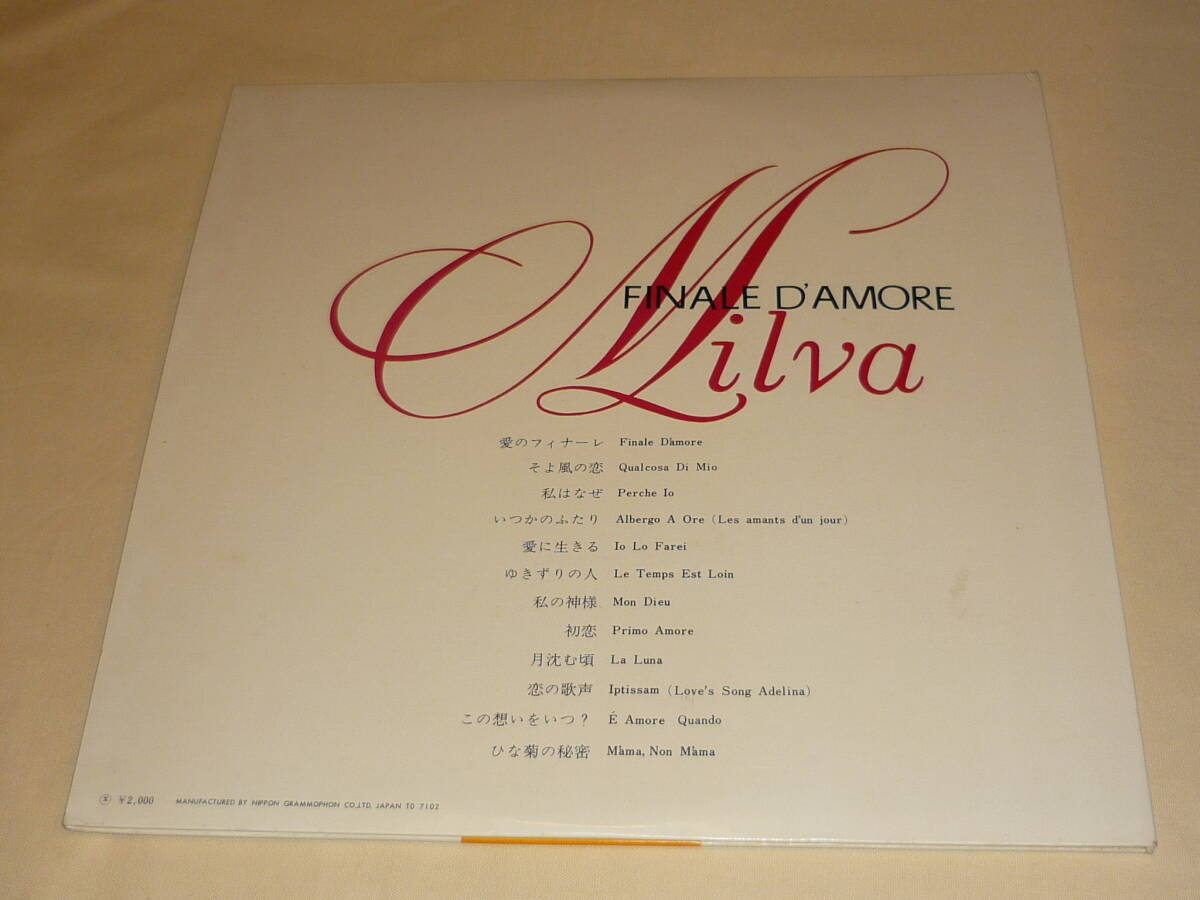 FINALE D'AMORE
Milva
愛のフィナーレ Finale D'amore
そよ風の恋 Qualcosa Di Mio
私はなぜ Perche Io
いつかのふたり Albergo A Ore (Les amants d'un jour)
愛に生きる Io Lo Farei
ゆきずりの人 Le Temps Est Loin
私の神様 Mon Dieu
初恋 Primo Amore
月沈む頃 La Luna
恋の歌声 Iptissam (Love's Song Adelina)
この想いをいつ? É Amore Quando
ひな菊の秘密 M'ama, Non M'ama
¥2,000 MANUFACTURED BY NIPPON GRAMMOPHON CO.,LTD. JAPAN TO 7102